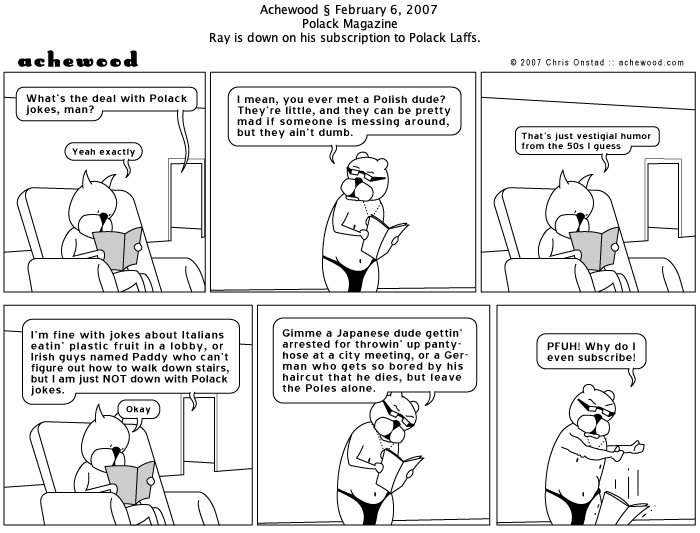 Achewood § February 6, 2007
Polack Magazine
Ray is down on his subscription to Polack Laffs.
achewood
© 2007 Chris Onstad :: achewood.com
What's the deal with Polack
jokes, man?
Yeah exactly
I mean, you ever met a Polish dude?
They're little, and they can be pretty
mad if someone is messing around,
but they ain't dumb.
That's just vestigial humor
from the 50s I guess
I'm fine with jokes about Italians
eatin' plastic fruit in a lobby, or
Irish guys named Paddy who can't
figure out how to walk down stairs,
but I am just NOT down with Polack
jokes.
Okay
Gimme a Japanese dude gettin'
arrested for throwin' up panty-
hose at a city meeting, or a Ger-
man who gets so bored by his
haircut that he dies, but leave
the Poles alone.
PFUH! Why do I
even subscribe!